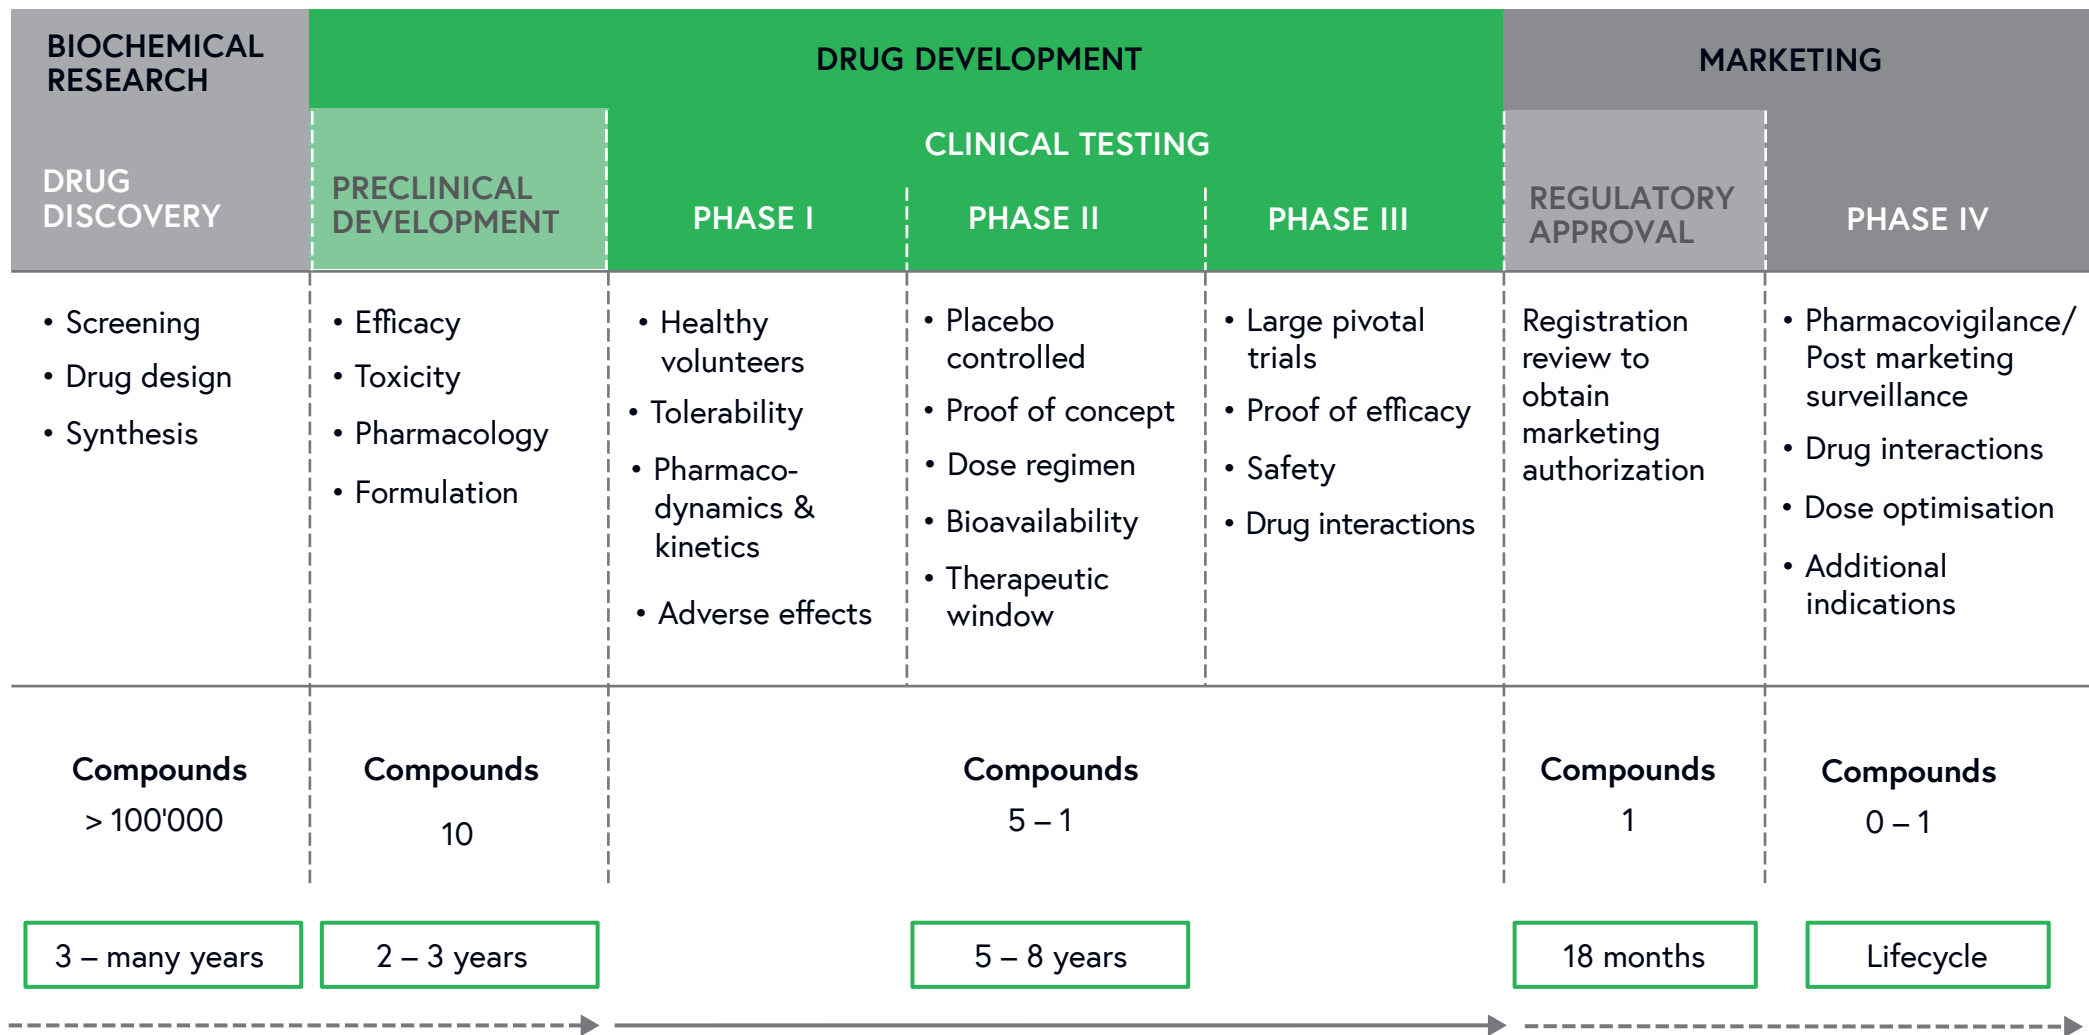 BIOCHEMICAL
RESEARCH
DRUG DEVELOPMENT
MARKETING
DRUG
DISCOVERY
PRECLINICAL
DEVELOPMENT
CLINICAL TESTING
PHASE I
PHASE II
PHASE III
REGULATORY
APPROVAL
PHASE IV
• Screening
• Drug design
• Synthesis
• Efficacy
• Toxicity
• Pharmacology
• Formulation
• Healthy
volunteers
• Tolerability
• Pharmaco-
dynamics &
kinetics
• Adverse effects
• Placebo
controlled
• Proof of concept
• Dose regimen
• Bioavailability
• Therapeutic
window
• Large pivotal
trials
• Proof of efficacy
• Safety
• Drug interactions
Registration
review to
obtain
marketing
authorization
• Pharmacovigilance/
Post marketing
surveillance
• Drug interactions
• Dose optimisation
• Additional
indications
Compounds
> 100'000
Compounds
10
Compounds
5 – 1
Compounds
1
Compounds
0 – 1
3 – many years
2 – 3 years
5 – 8 years
18 months
Lifecycle